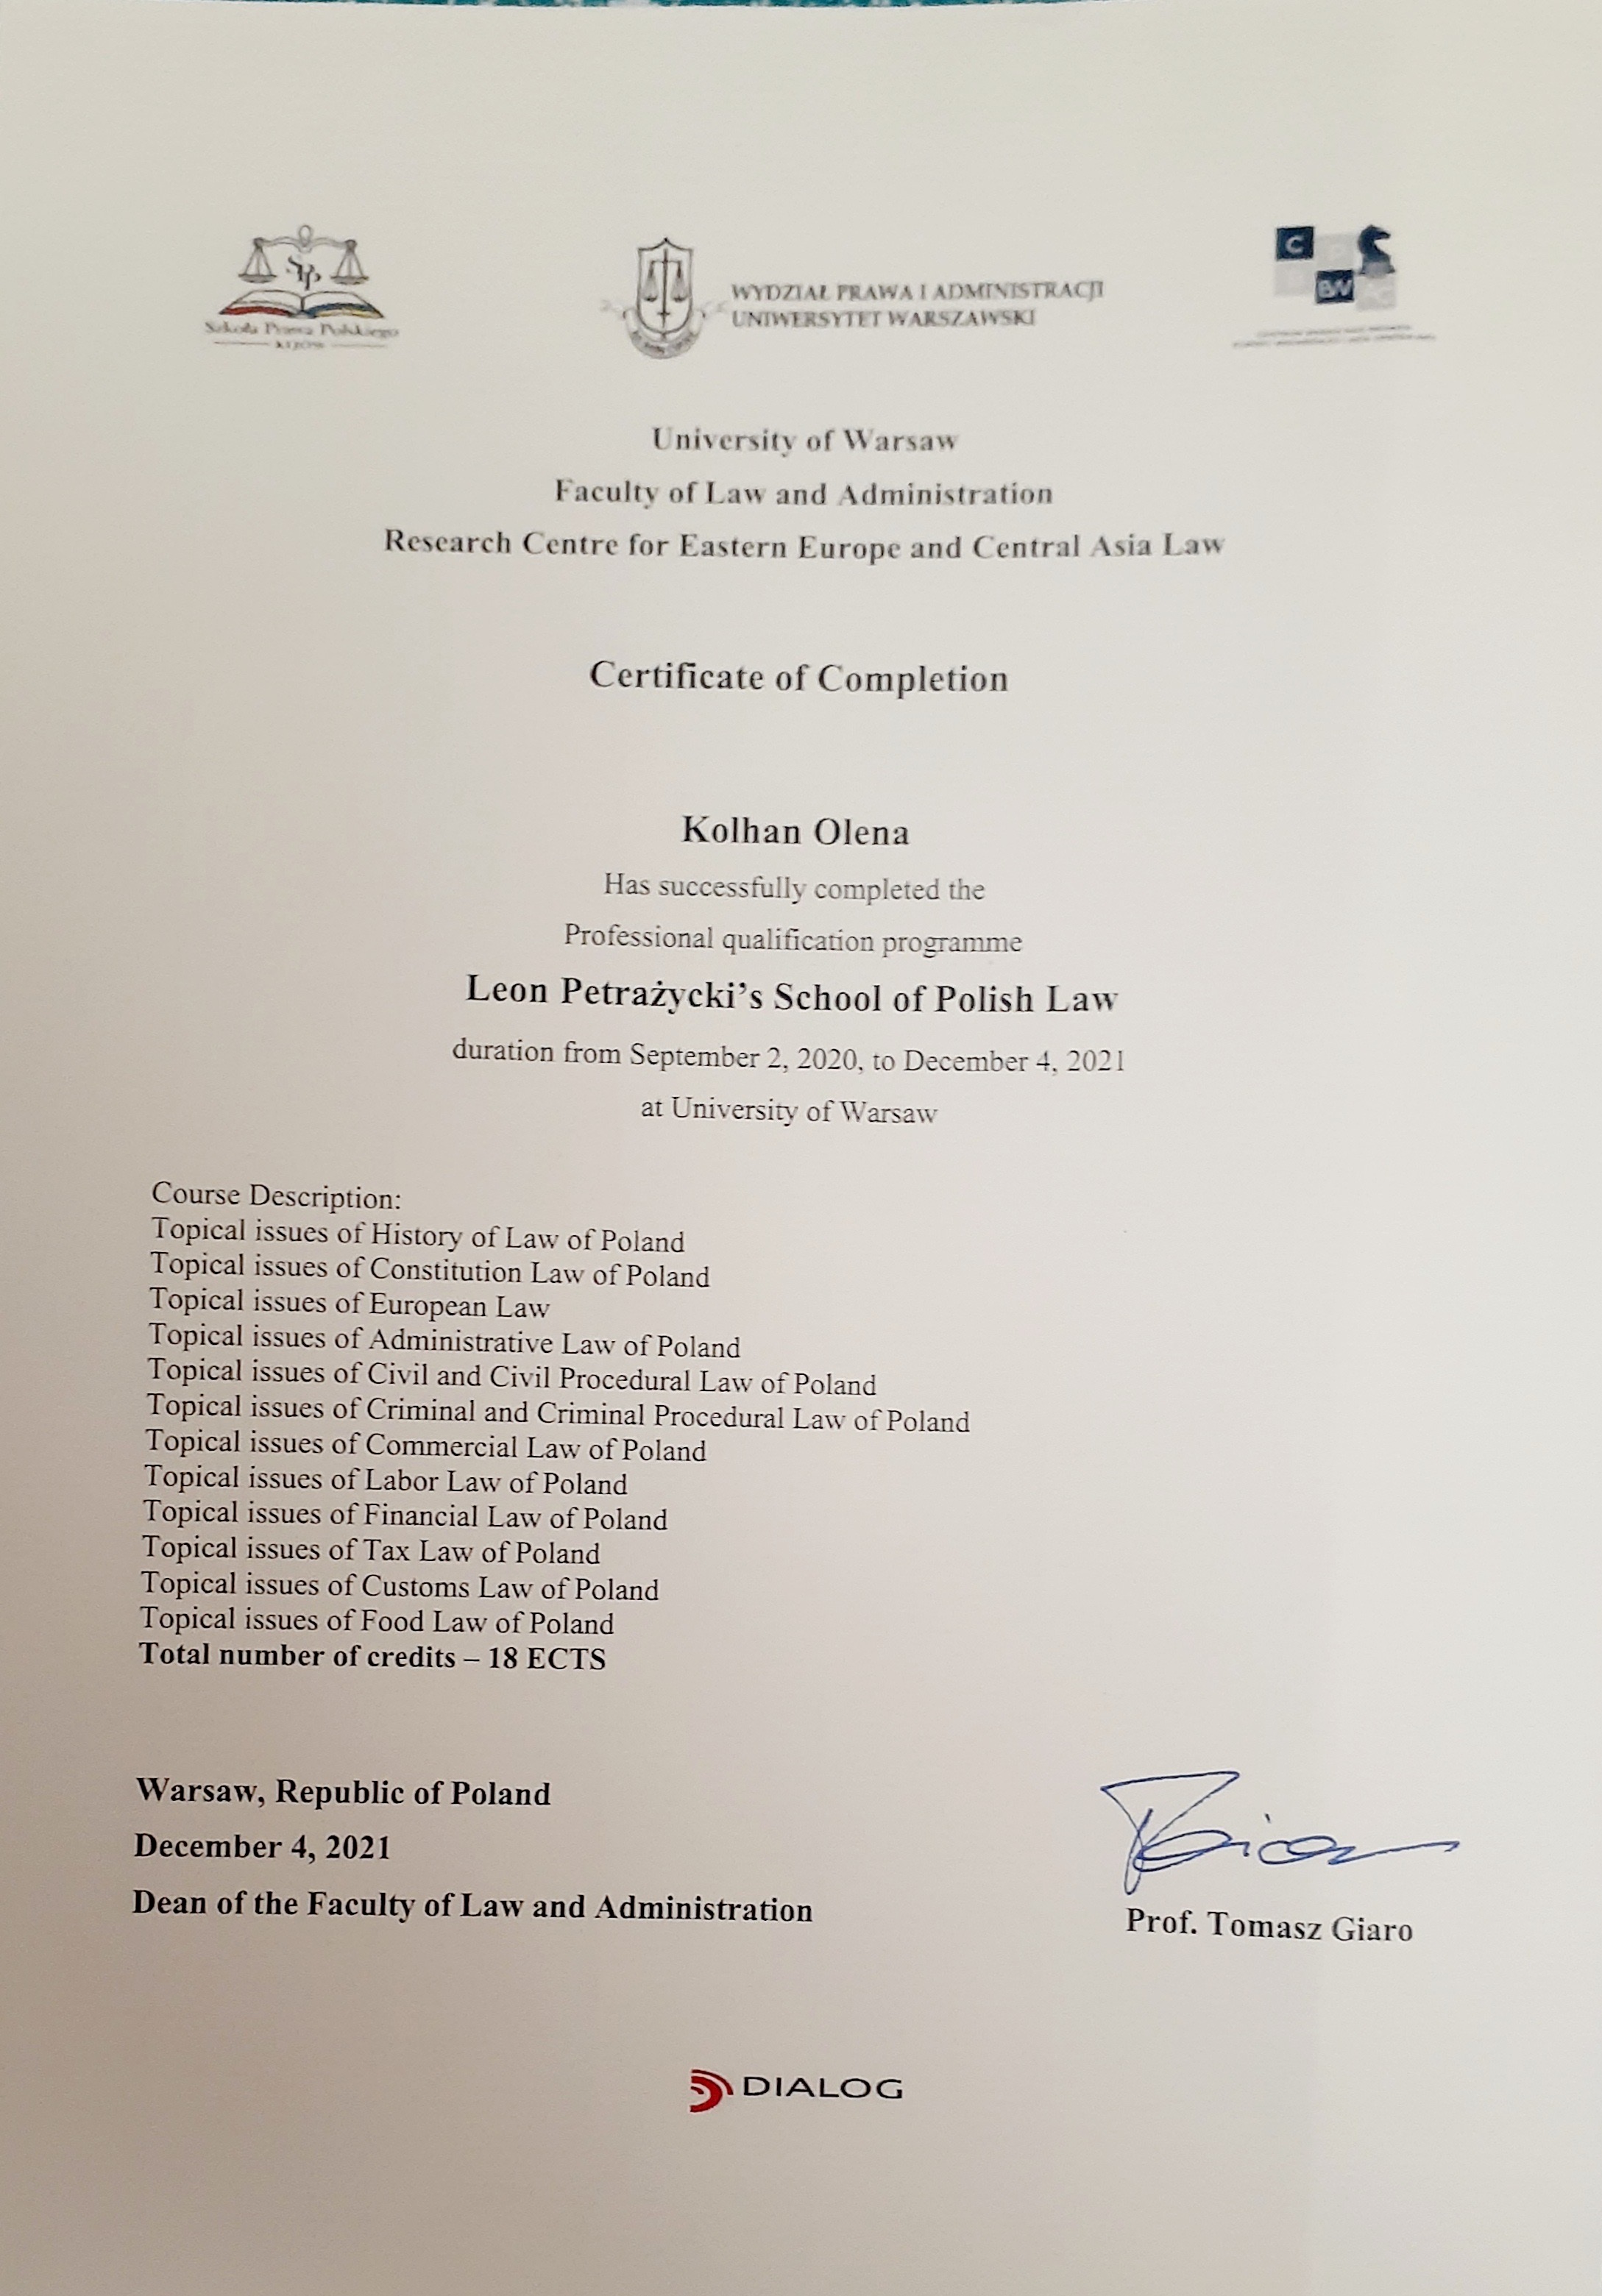 Szkoła Prawa Polskiego
KIJÓW
WYDZIAŁ PRAWA I ADMINISTRACJI
UNIWERSYTET WARSZAWSKI
C
BW
University of Warsaw
Faculty of Law and Administration
Research Centre for Eastern Europe and Central Asia Law
Certificate of Completion
Kolhan Olena
Has successfully completed the
Professional qualification programme
Leon Petrażycki’s School of Polish Law
duration from September 2, 2020, to December 4, 2021
at University of Warsaw
Course Description:
Topical issues of History of Law of Poland
Topical issues of Constitution Law of Poland
Topical issues of European Law
Topical issues of Administrative Law of Poland
Topical issues of Civil and Civil Procedural Law of Poland
Topical issues of Criminal and Criminal Procedural Law of Poland
Topical issues of Commercial Law of Poland
Topical issues of Labor Law of Poland
Topical issues of Financial Law of Poland
Topical issues of Tax Law of Poland
Topical issues of Customs Law of Poland
Topical issues of Food Law of Poland
Total number of credits – 18 ECTS
Warsaw, Republic of Poland
December 4, 2021
Dean of the Faculty of Law and Administration
Prof. Tomasz Giaro
DIALOG